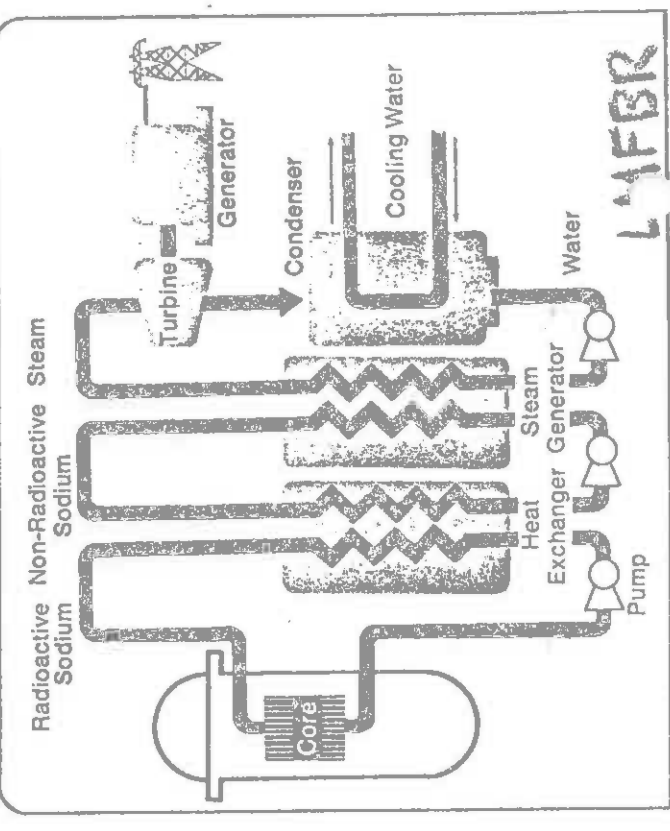 Radioactive
Sodium
Non-Radioactive
Sodium
Steam
Turbine
Generator
Condenser
Cooling Water
Core
Heat
Exchanger
Steam
Generator
Pump
Water
LMFBR